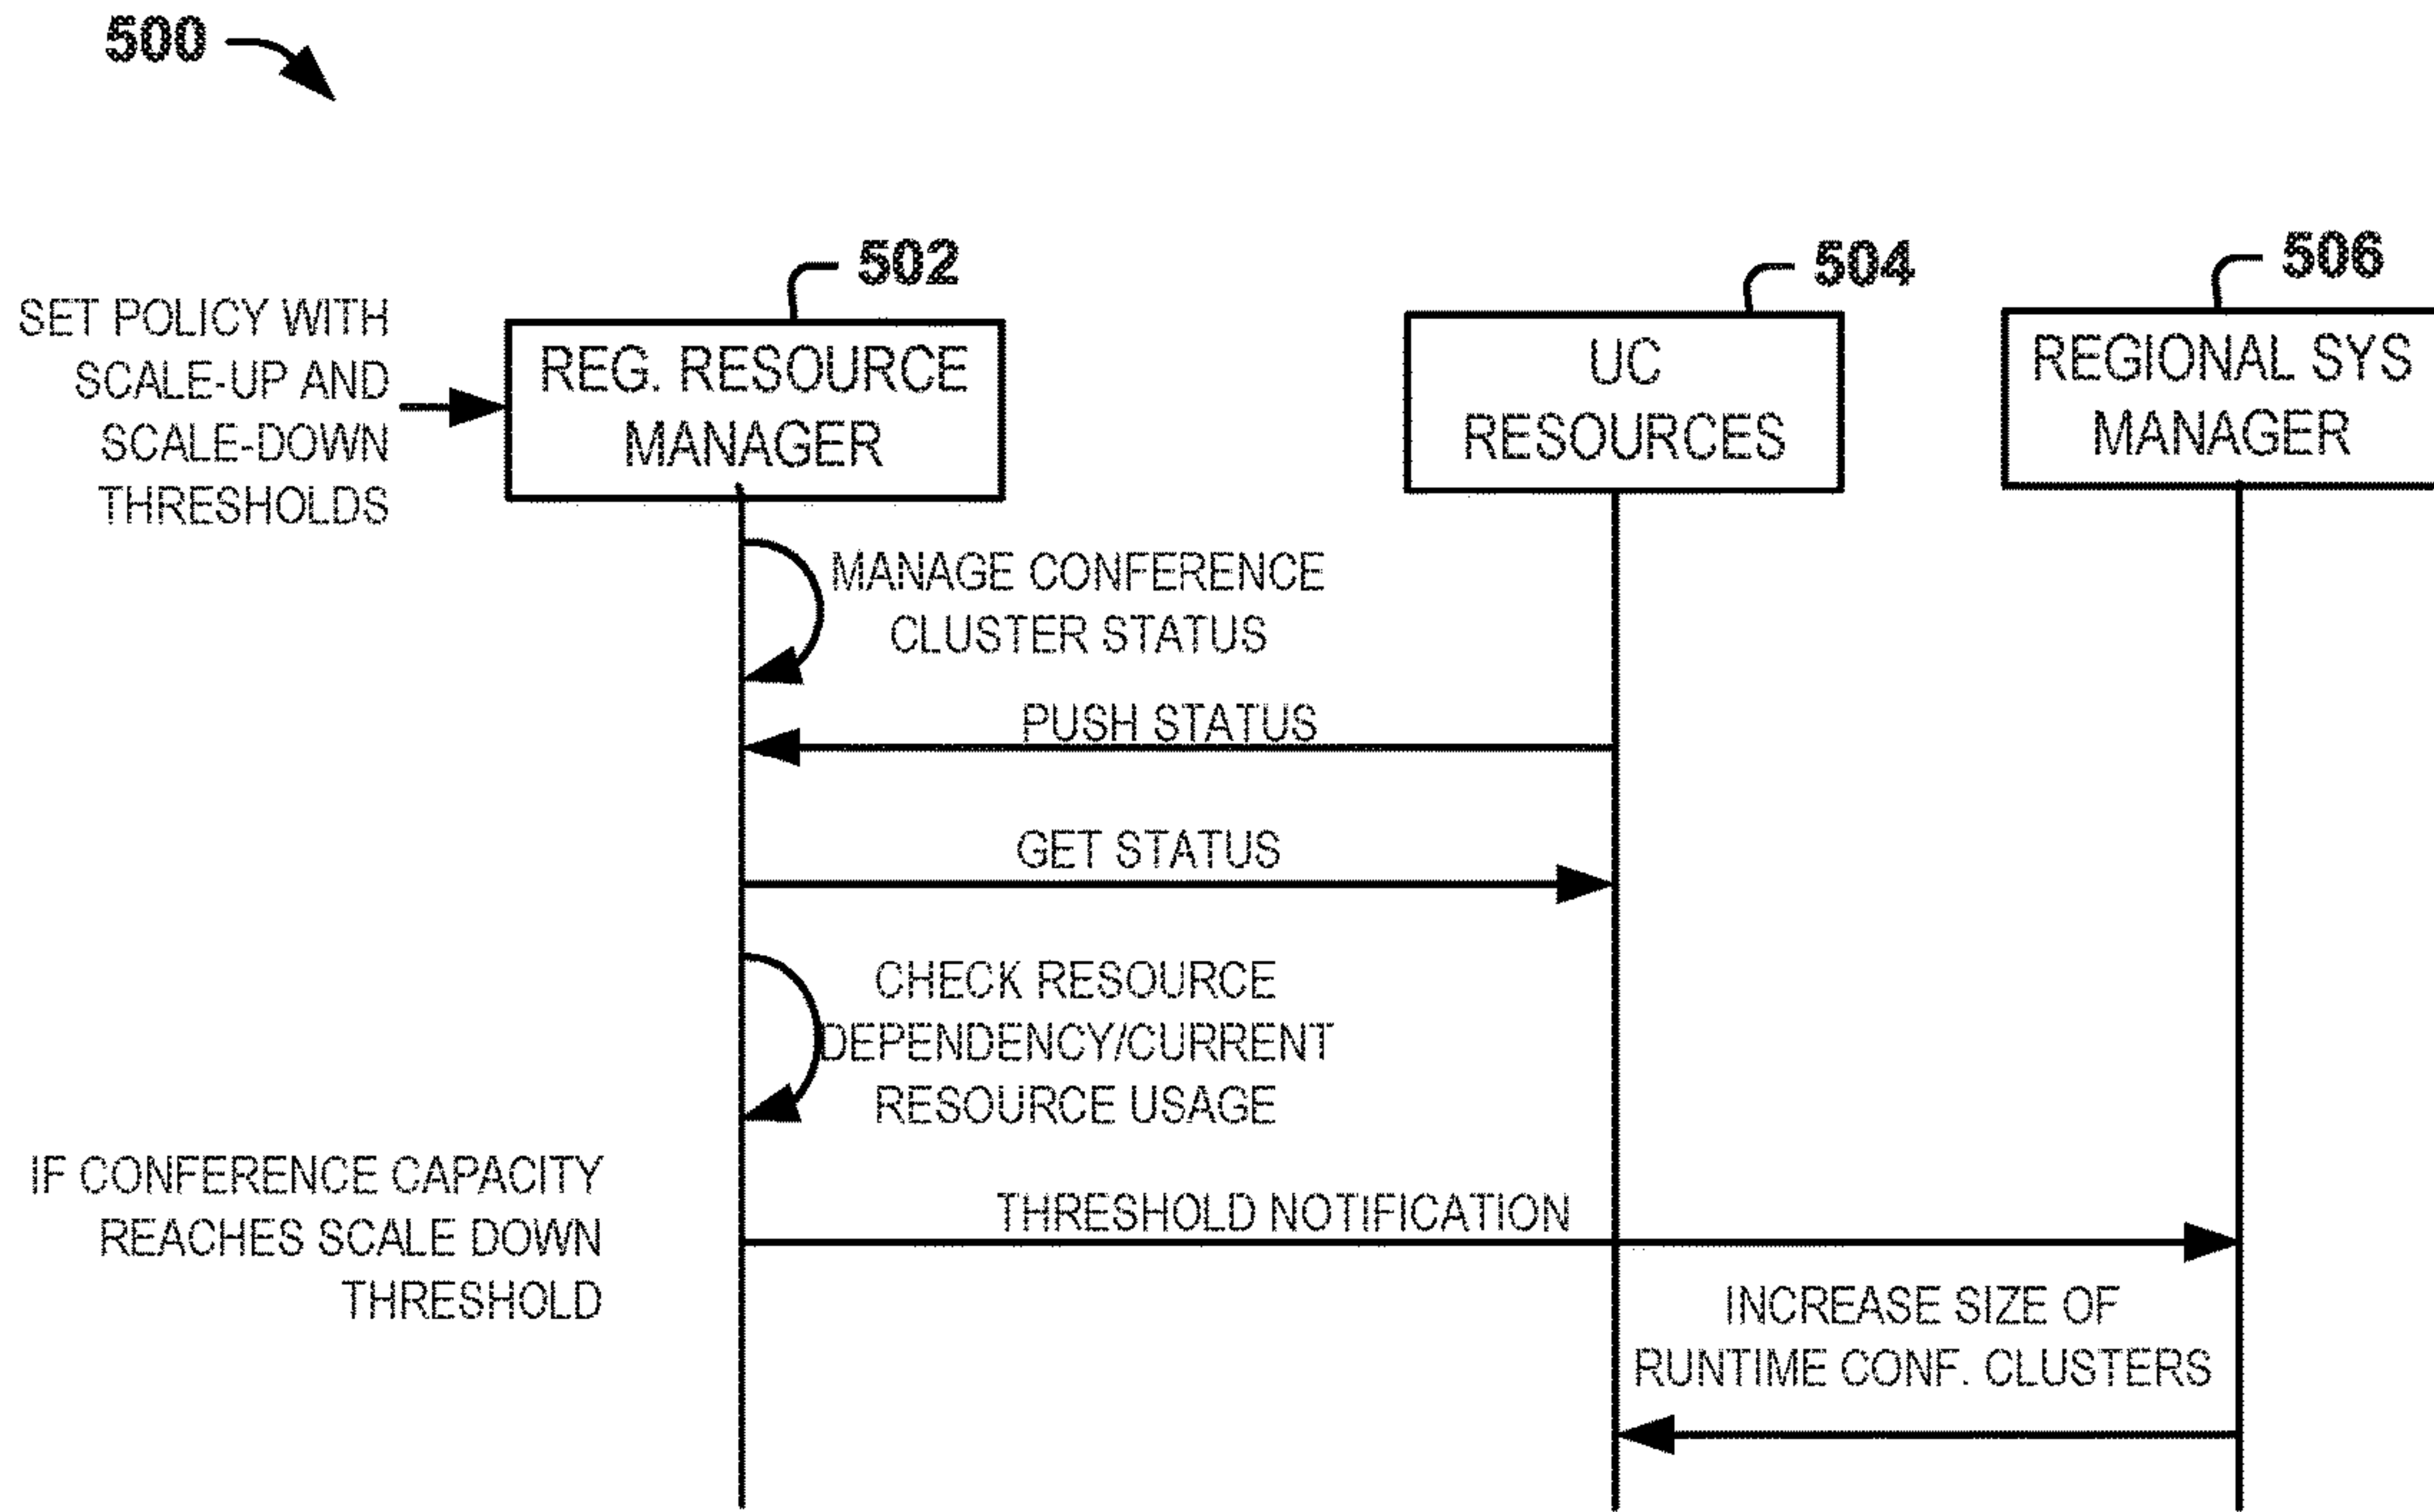 500
502
504
506
SET POLICY WITH
SCALE-UP AND
SCALE-DOWN
THRESHOLDS
REG. RESOURCE
MANAGER
UC
RESOURCES
REGIONAL SYS
MANAGER
MANAGE CONFERENCE
CLUSTER STATUS
PUSH STATUS
GET STATUS
CHECK RESOURCE
DEPENDENCY/CURRENT
RESOURCE USAGE
IF CONFERENCE CAPACITY
REACHES SCALE DOWN
THRESHOLD
THRESHOLD NOTIFICATION
INCREASE SIZE OF
RUNTIME CONF. CLUSTERS